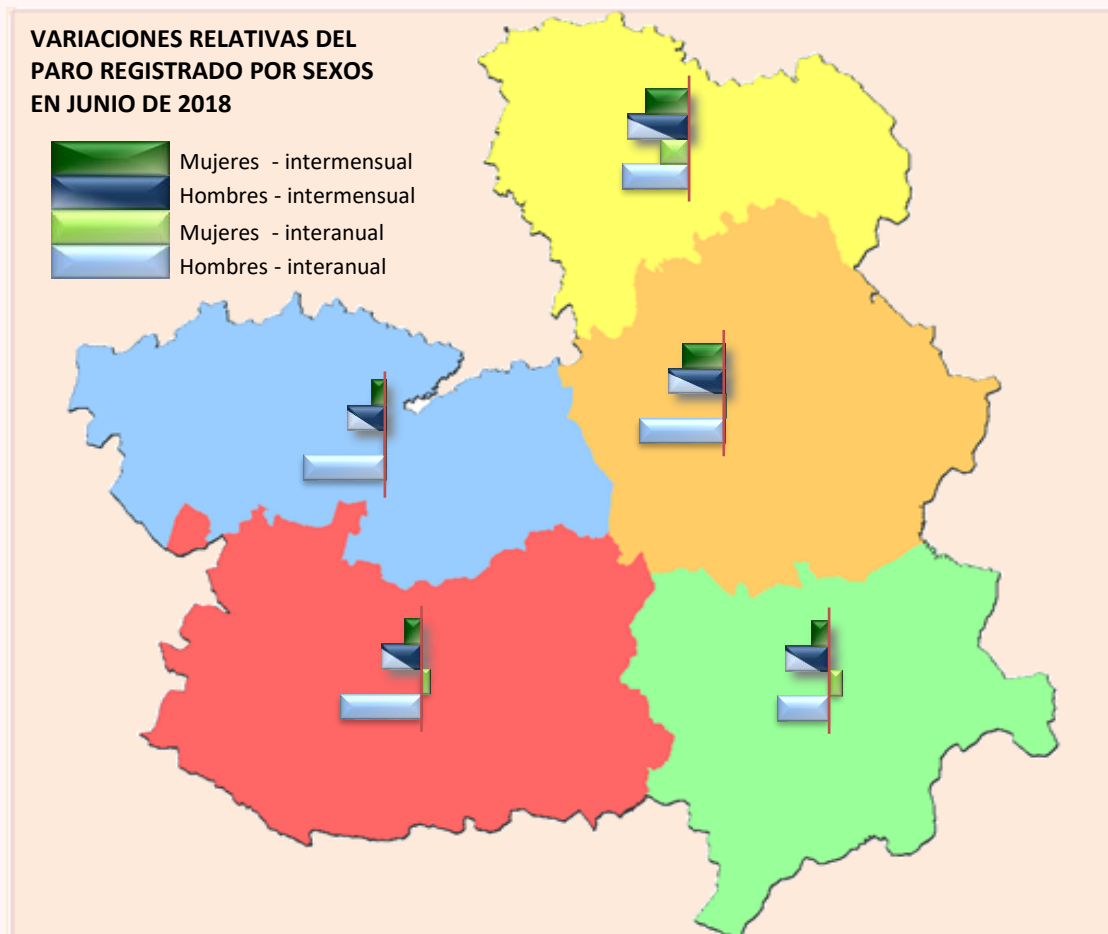 VARIACIONES RELATIVAS DEL
PARO REGISTRADO POR SEXOS
EN JUNIO DE 2018
Mujeres - intermensual
Hombres - intermensual
Mujeres - interanual
Hombres - interanual